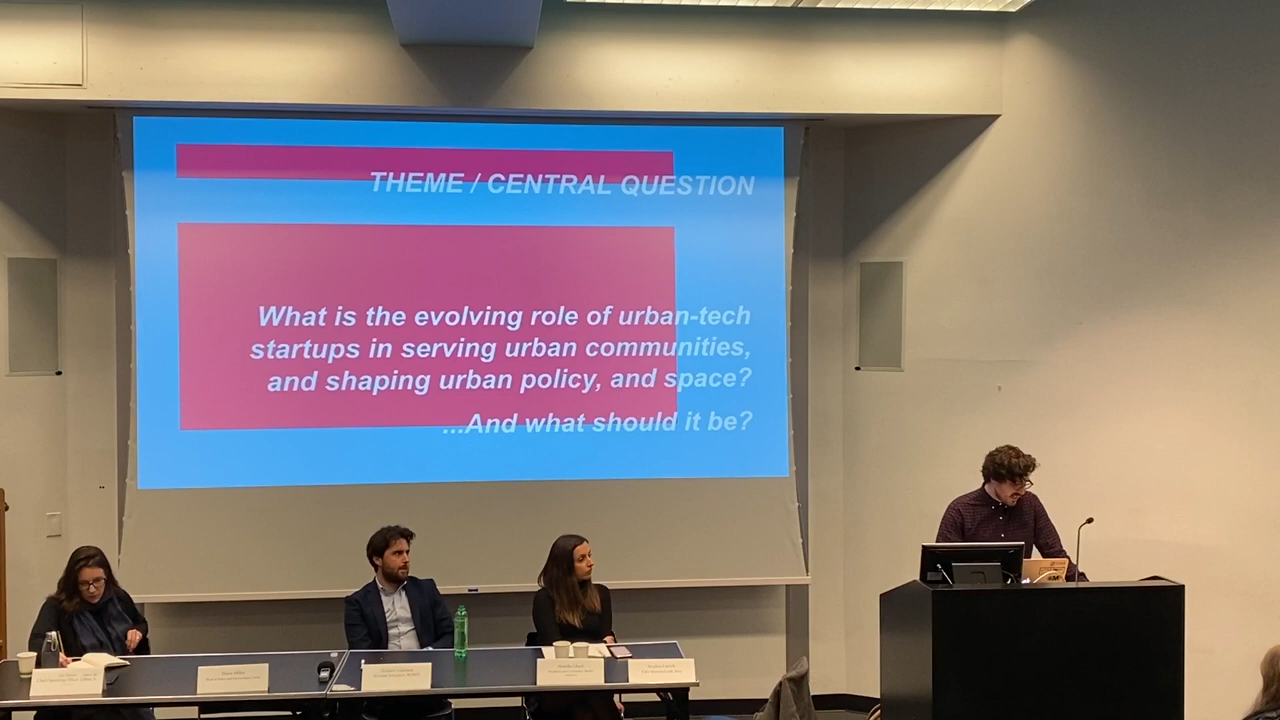 THEME / CENTRAL QUESTION
What is the evolving role of urban-tech
startups in serving urban communities,
and shaping urban policy, and space?
...And what should it be?